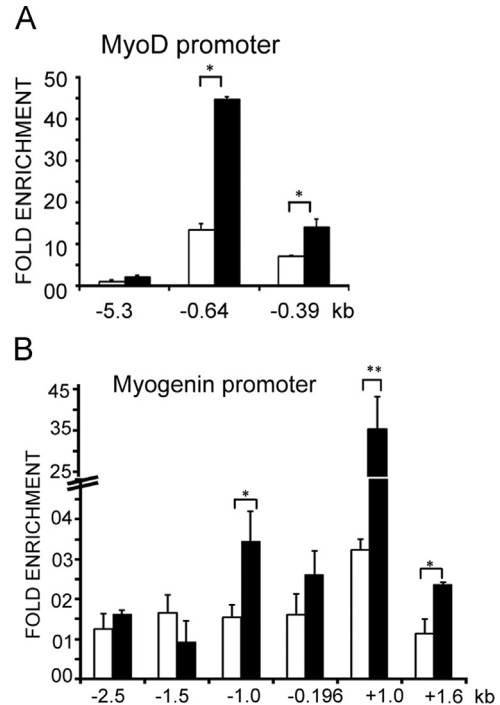 A
MyoD promoter
FOLD ENRICHMENT
50
40
30
20
10
00
*
*
-5.3 -0.64 -0.39 kb
B
Myogenin promoter
FOLD ENRICHMENT
45
35
25
04
03
02
01
00
*
**
*
-2.5 -1.5 -1.0 -0.196 +1.0 +1.6 kb